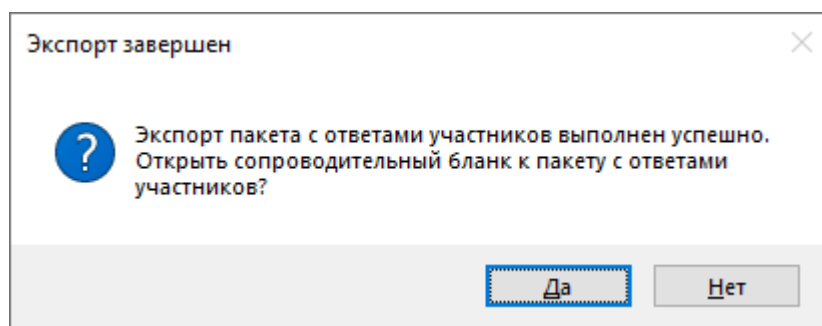 Экспорт завершен
Экспорт пакета с ответами участников выполнен успешно.
Открыть сопроводительный бланк к пакету с ответами
участников?
Да
Нет